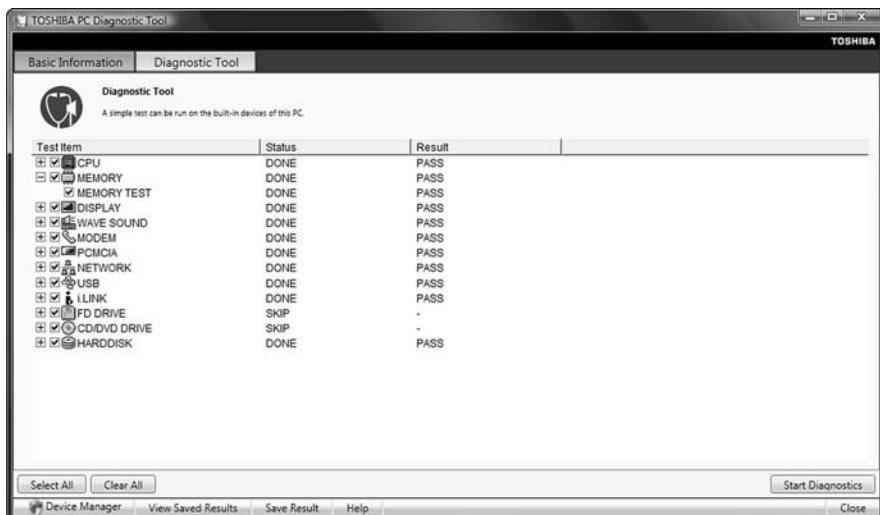 TOSHIBA PC Diagnostic Tool
TOSHIBA
Basic Information Diagnostic Tool
Diagnostic Tool
A simple test can be run on the built-in devices of this PC.
Test Item Status Result
CPU DONE PASS
MEMORY DONE PASS
MEMORY TEST DONE PASS
DISPLAY DONE PASS
WAVE SOUND DONE PASS
MODEM DONE PASS
PCMCIA DONE PASS
NETWORK DONE PASS
USB DONE PASS
i.LINK DONE PASS
FD DRIVE SKIP -
CD/DVD DRIVE SKIP -
HARDDISK DONE PASS
Select All Clear All Start Diagnostics
Device Manager View Saved Results Save Result Help Close